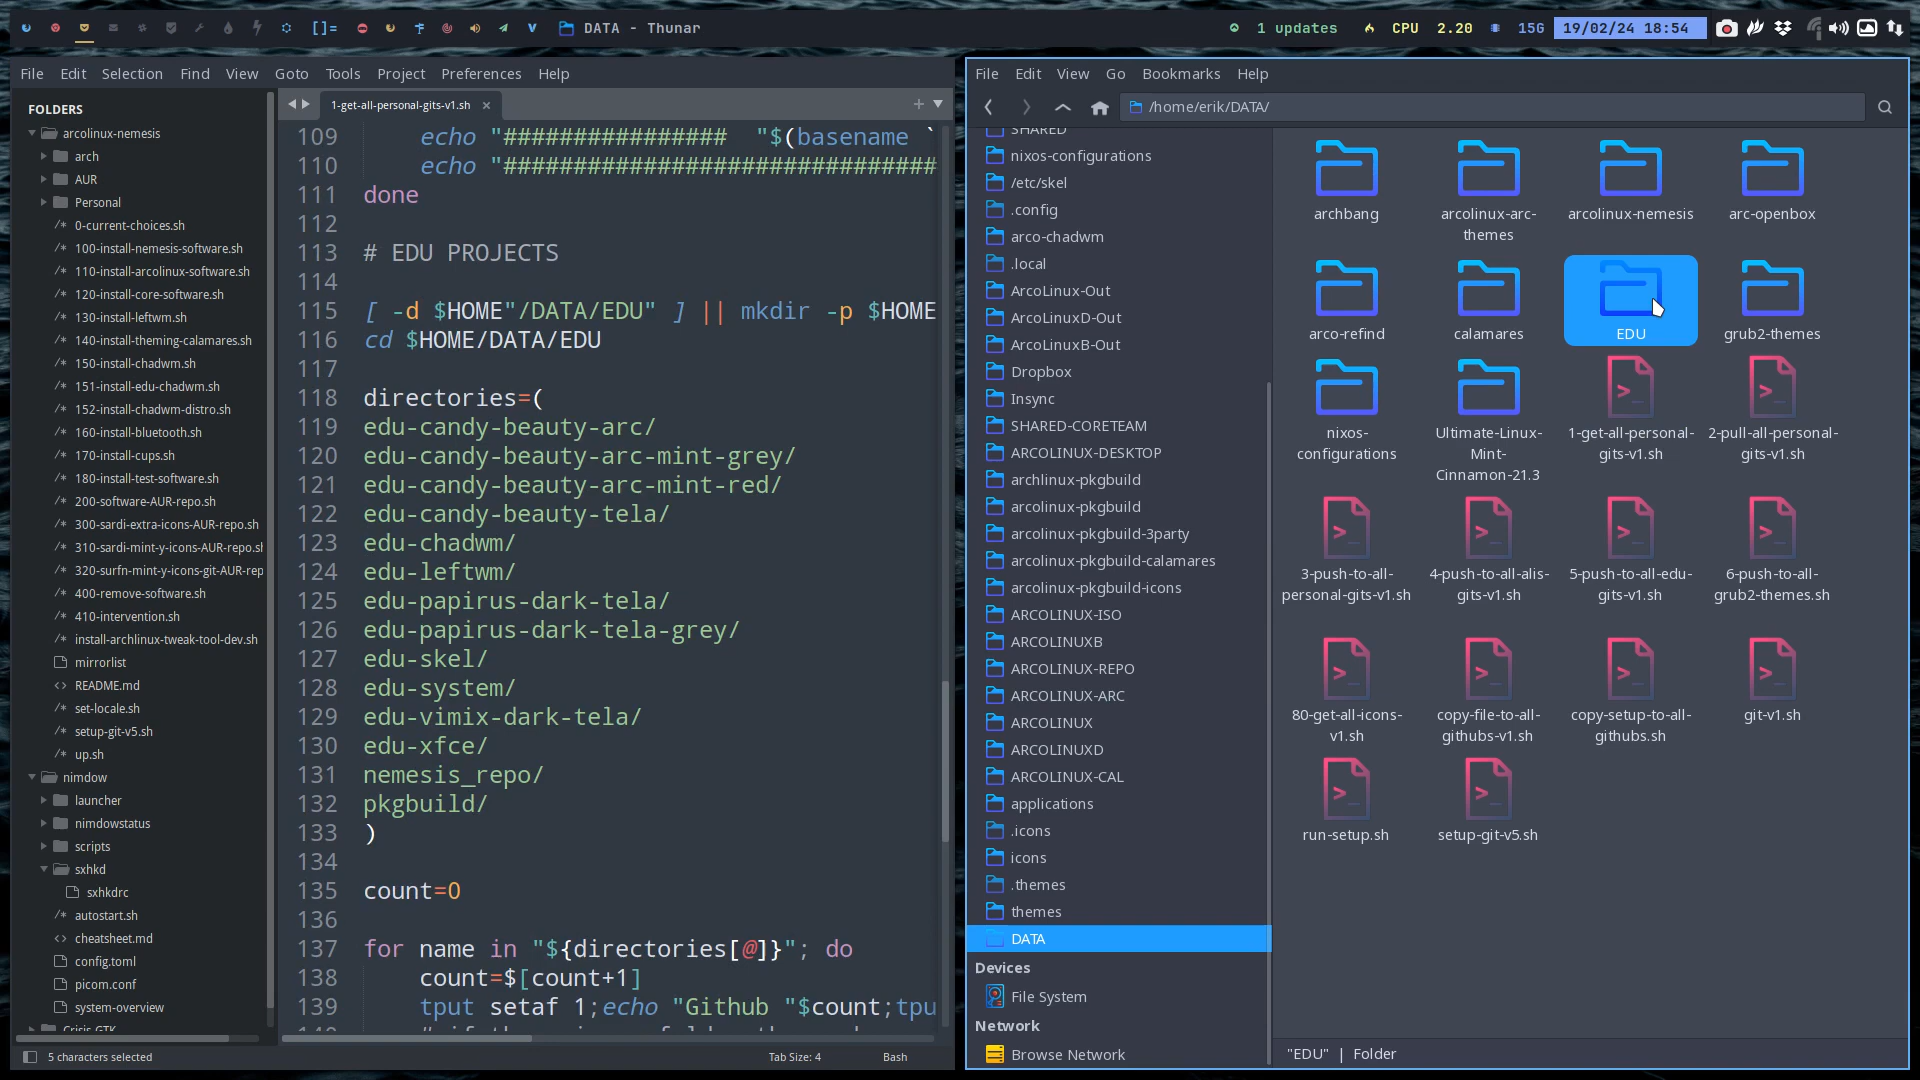 []=
DATA - Thunar
1 updates
CPU 2.20
15G
19/02/24 18:54
File Edit Selection Find View Goto Tools Project Preferences Help
FOLDERS
arcolinux-nemesis
arch
AUR
Personal
0-current-choices.sh
100-install-nemesis-software.sh
110-install-arcolinux-software.sh
120-install-core-software.sh
130-install-leftwm.sh
140-install-theming-calamares.sh
150-install-chadwm.sh
151-install-edu-chadwm.sh
152-install-chadwm-distro.sh
160-install-bluetooth.sh
170-install-cups.sh
180-install-test-software.sh
200-software-AUR-repo.sh
300-sardi-extra-icons-AUR-repo.sh
310-sardi-mint-y-icons-AUR-repo.sh
320-surfn-mint-y-icons-git-AUR-rep
400-remove-software.sh
410-intervention.sh
install-archlinux-tweak-tool-dev.sh
mirrorlist
README.md
set-locale.sh
setup-git-v5.sh
up.sh
nimdow
launcher
nimdowstatus
scripts
sxhkd
sxhkdrc
autostart.sh
cheatsheet.md
config.toml
picom.conf
system-overview
Crisis GTK
1-get-all-personal-gits-v1.sh
109 echo "################ "$(basename `
110 echo "###############################
111 done
112
113 # EDU PROJECTS
114
115 [ -d $HOME"/DATA/EDU" ] || mkdir -p $HOME
116 cd $HOME/DATA/EDU
117
118 directories=(
119 edu-candy-beauty-arc/
120 edu-candy-beauty-arc-mint-grey/
121 edu-candy-beauty-arc-mint-red/
122 edu-candy-beauty-tela/
123 edu-chadwm/
124 edu-leftwm/
125 edu-papirus-dark-tela/
126 edu-papirus-dark-tela-grey/
127 edu-skel/
128 edu-system/
129 edu-vimix-dark-tela/
130 edu-xfce/
131 nemesis_repo/
132 pkgbuild/
133 )
134
135 count=0
136
137 for name in "${directories[@]}"; do
138 count=$[count+1]
139 tput setaf 1;echo "Github "$count;tpu
5 characters selected
Tab Size: 4
Bash
File Edit View Go Bookmarks Help
/home/erik/DATA/
SHARED
nixos-configurations
/etc/skel
.config
arco-chadwm
.local
ArcoLinux-Out
ArcoLinuxD-Out
ArcoLinuxB-Out
Dropbox
Insync
SHARED-CORETEAM
ARCOLINUX-DESKTOP
archlinux-pkgbuild
arcolinux-pkgbuild
arcolinux-pkgbuild-3party
arcolinux-pkgbuild-calamares
arcolinux-pkgbuild-icons
ARCOLINUX-ISO
ARCOLINUXB
ARCOLINUX-REPO
ARCOLINUX-ARC
ARCOLINUX
ARCOLINUXD
ARCOLINUX-CAL
applications
.icons
icons
.themes
themes
DATA
Devices
File System
Network
Browse Network
archbang
arcolinux-arc-
themes
arcolinux-nemesis
arc-openbox
arco-refind
calamares
EDU
grub2-themes
nixos-
configurations
Ultimate-Linux-
Mint-
Cinnamon-21.3
1-get-all-personal-
gits-v1.sh
2-pull-all-personal-
gits-v1.sh
3-push-to-all-
personal-gits-v1.sh
4-push-to-all-alis-
gits-v1.sh
5-push-to-all-edu-
gits-v1.sh
6-push-to-all-
grub2-themes.sh
80-get-all-icons-
v1.sh
copy-file-to-all-
githubs-v1.sh
copy-setup-to-all-
githubs.sh
git-v1.sh
run-setup.sh
setup-git-v5.sh
"EDU" | Folder